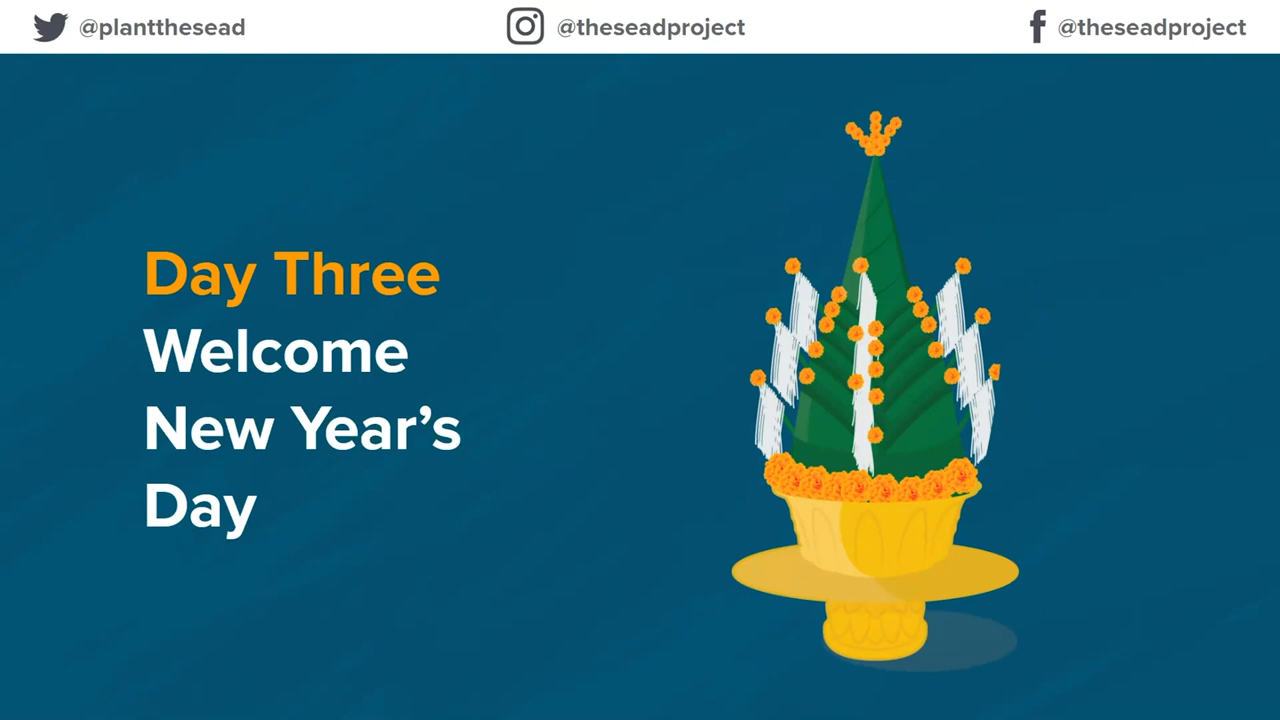 @plantthesead
@theseadproject
@theseadproject
Day Three
Welcome
New Year’s
Day